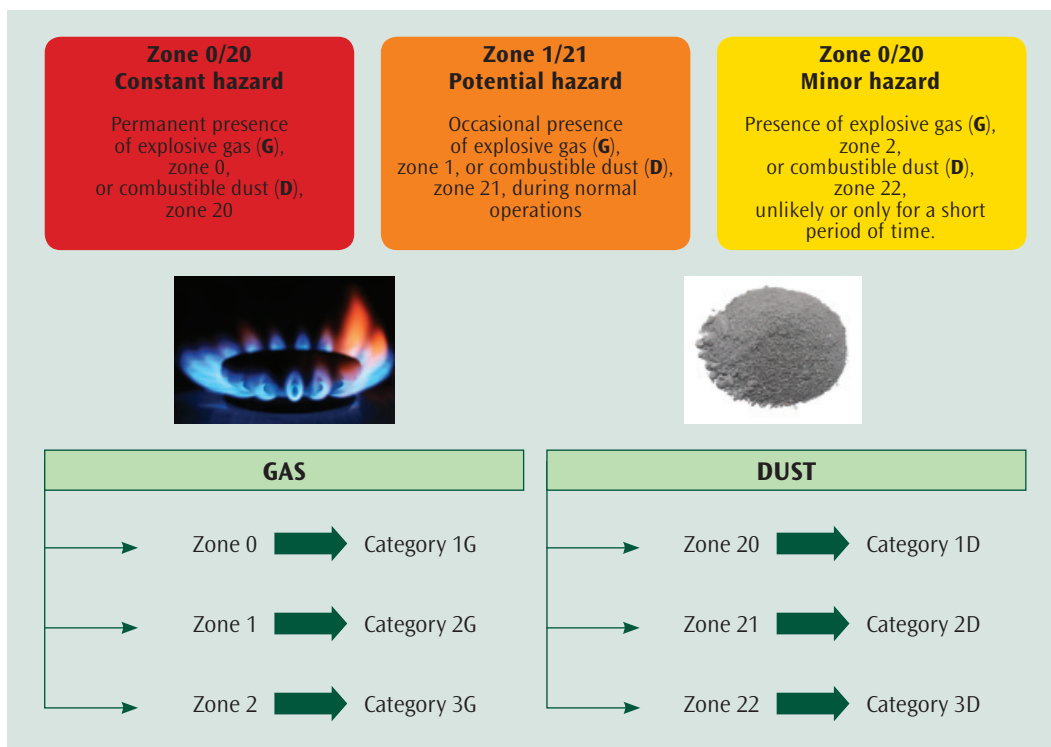 Zone 0/20
Constant hazard
Permanent presence
of explosive gas (G),
zone 0,
or combustible dust (D),
zone 20
Zone 1/21
Potential hazard
Occasional presence
of explosive gas (G),
zone 1, or combustible dust (D),
zone 21, during normal
operations
Zone 0/20
Minor hazard
Presence of explosive gas (G),
zone 2,
or combustible dust (D),
zone 22,
unlikely or only for a short
period of time.
GAS
Zone 0 Category 1G
Zone 1 Category 2G
Zone 2 Category 3G
DUST
Zone 20 Category 1D
Zone 21 Category 2D
Zone 22 Category 3D